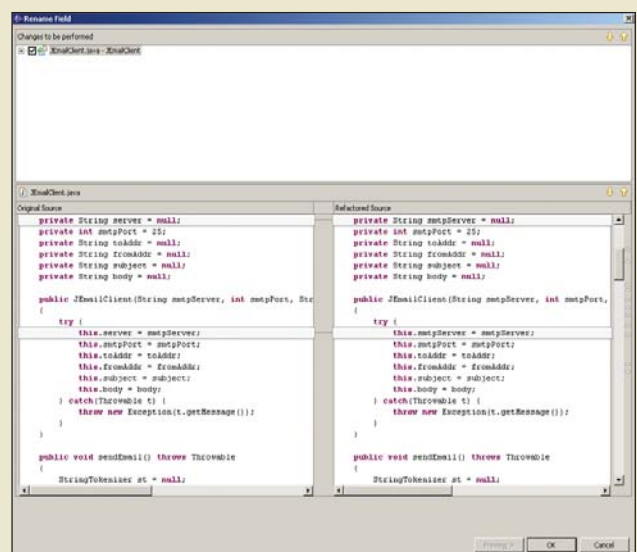 Rename Field
Changes to be performed
JEmailClient.java - JEmailClient
JEmailClient.java
Original Source
private String server = null;
private int smtpPort = 25;
private String toAddr = null;
private String fromAddr = null;
private String subject = null;
private String body = null;
public JEmailClient(String smtpServer, int smtpPort, Str
{
try {
this.server = smtpServer;
this.smtpPort = smtpPort;
this.toAddr = toAddr;
this.fromAddr = fromAddr;
this.subject = subject;
this.body = body;
} catch(Throwable t) {
throw new Exception(t.getMessage());
}
}
public void sendEmail() throws Throwable
{
StringTokenizer st = null;
Refactored Source
private String smtpServer = null;
private int smtpPort = 25;
private String toAddr = null;
private String fromAddr = null;
private String subject = null;
private String body = null;
public JEmailClient(String smtpServer, int smtpPort,
{
try {
this.smtpServer = smtpServer;
this.smtpPort = smtpPort;
this.toAddr = toAddr;
this.fromAddr = fromAddr;
this.subject = subject;
this.body = body;
} catch(Throwable t) {
throw new Exception(t.getMessage());
}
}
public void sendEmail() throws Throwable
{
StringTokenizer st = null;
Preview >
OK
Cancel